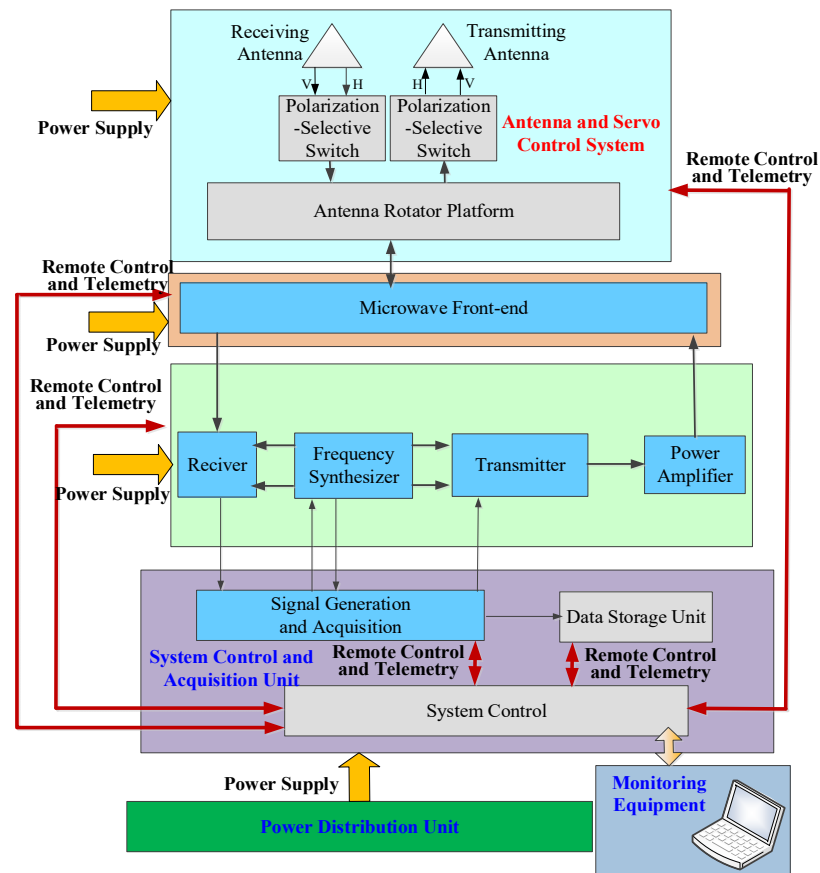 Receiving
Antenna
Transmitting
Antenna
V
H
H
V
Polarization
-Selective
Switch
Polarization
-Selective
Switch
Antenna and Servo
Control System
Power Supply
Remote Control
and Telemetry
Antenna Rotator Platform
Remote Control
and Telemetry
Microwave Front-end
Power Supply
Remote Control
and Telemetry
Reciver
Frequency
Synthesizer
Transmitter
Power
Amplifier
Power Supply
Signal Generation
and Acquisition
Data Storage Unit
System Control and
Acquisition Unit
Remote Control
and Telemetry
Remote Control
and Telemetry
System Control
Power Supply
Monitoring
Equipment
Power Distribution Unit